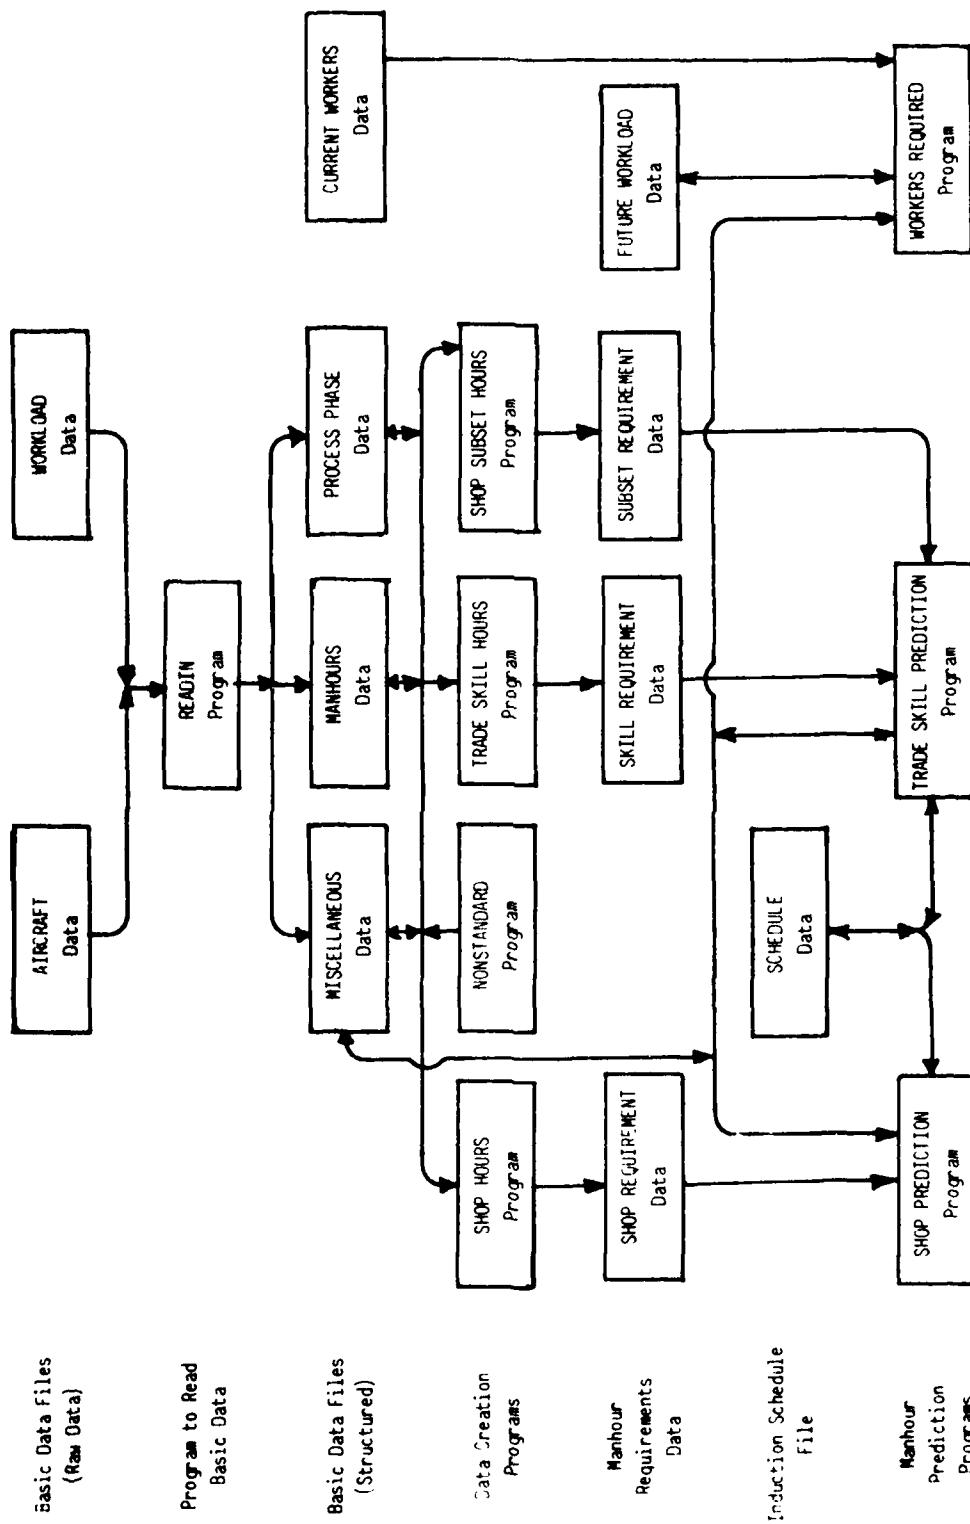 Basic Data Files
(Raw Data)
AIRCRAFT
Data
WORKLOAD
Data
Program to Read
Basic Data
READIN
Program
Basic Data Files
(Structured)
MISCELLANEOUS
Data
MANHOURS
Data
PROCESS PHASE
Data
CURRENT WORKERS
Data
Data Creation
Programs
SHOP HOURS
Program
NONSTANDARD
Program
TRADE SKILL HOURS
Program
SHOP SUBSET HOURS
Program
Manhour
Requirements
Data
SHOP REQUIREMENT
Data
SKILL REQUIREMENT
Data
SUBSET REQUIREMENT
Data
FUTURE WORKLOAD
Data
Induction Schedule
File
SCHEDULE
Data
Manhour
Prediction
Programs
SHOP PREDICTION
Program
TRADE SKILL PREDICTION
Program
WORKERS REQUIRED
Program